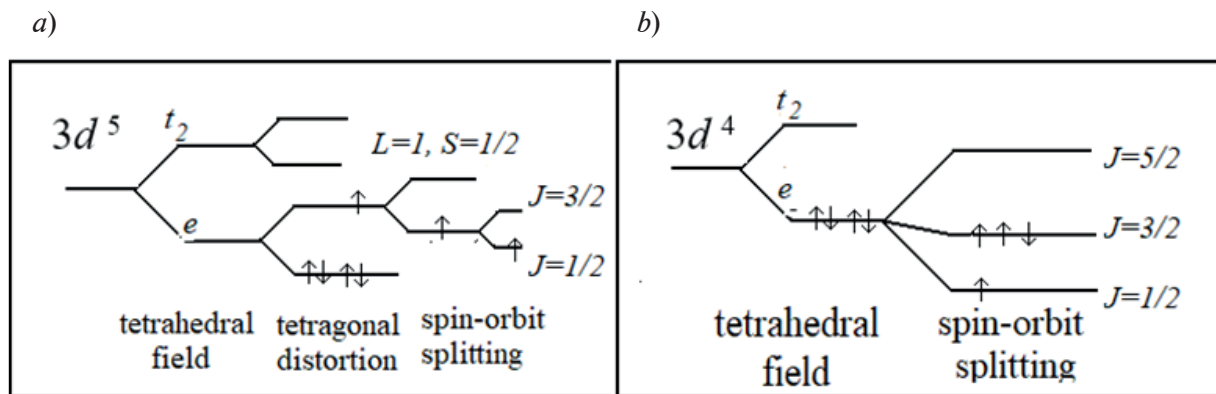 a)
b)
3d⁵
t₂
e
L=1, S=1/2
J=3/2
J=1/2
tetrahedral
field
tetragonal
distortion
spin-orbit
splitting
3d⁴
t₂
e
J=5/2
J=3/2
J=1/2
tetrahedral
field
spin-orbit
splitting